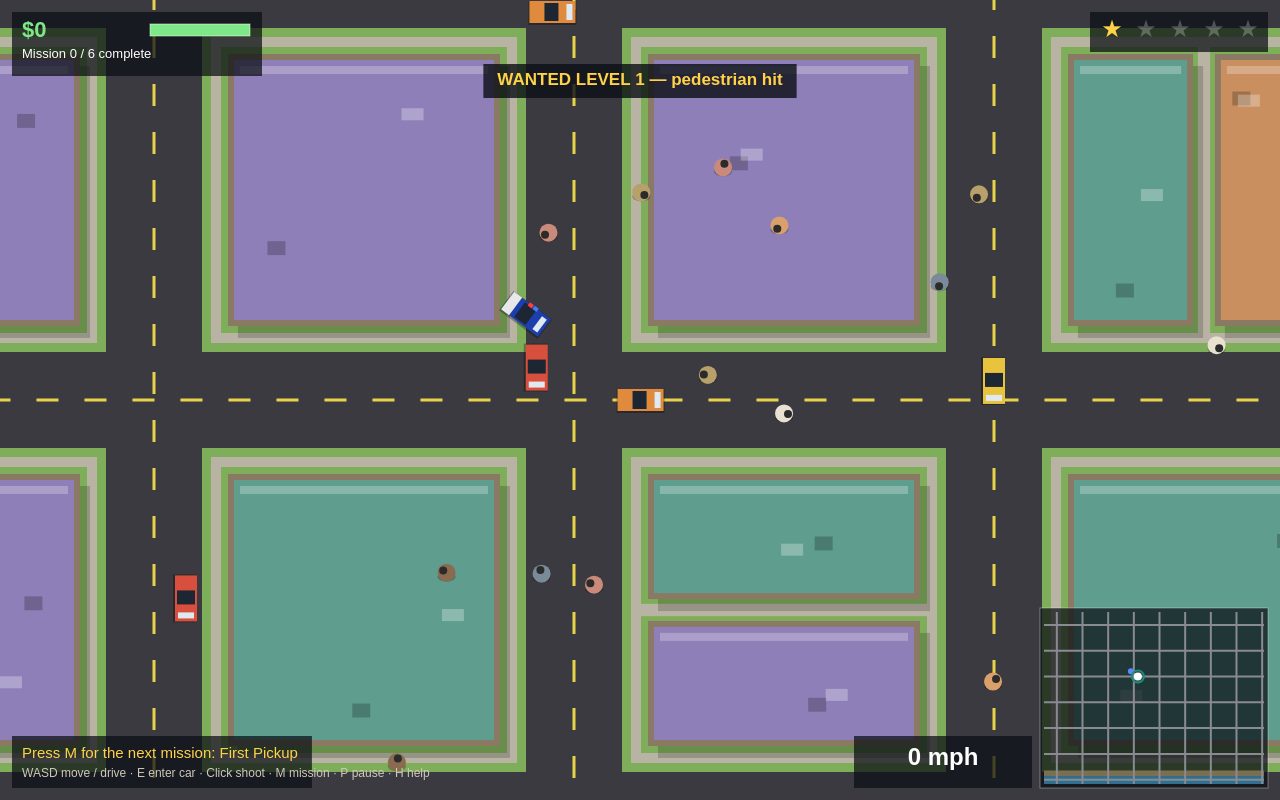 $0
Mission 0 / 6 complete
WANTED LEVEL 1 — pedestrian hit
Press M for the next mission: First Pickup
WASD move / drive · E enter car · Click shoot · M mission · P pause · H help
0 mph